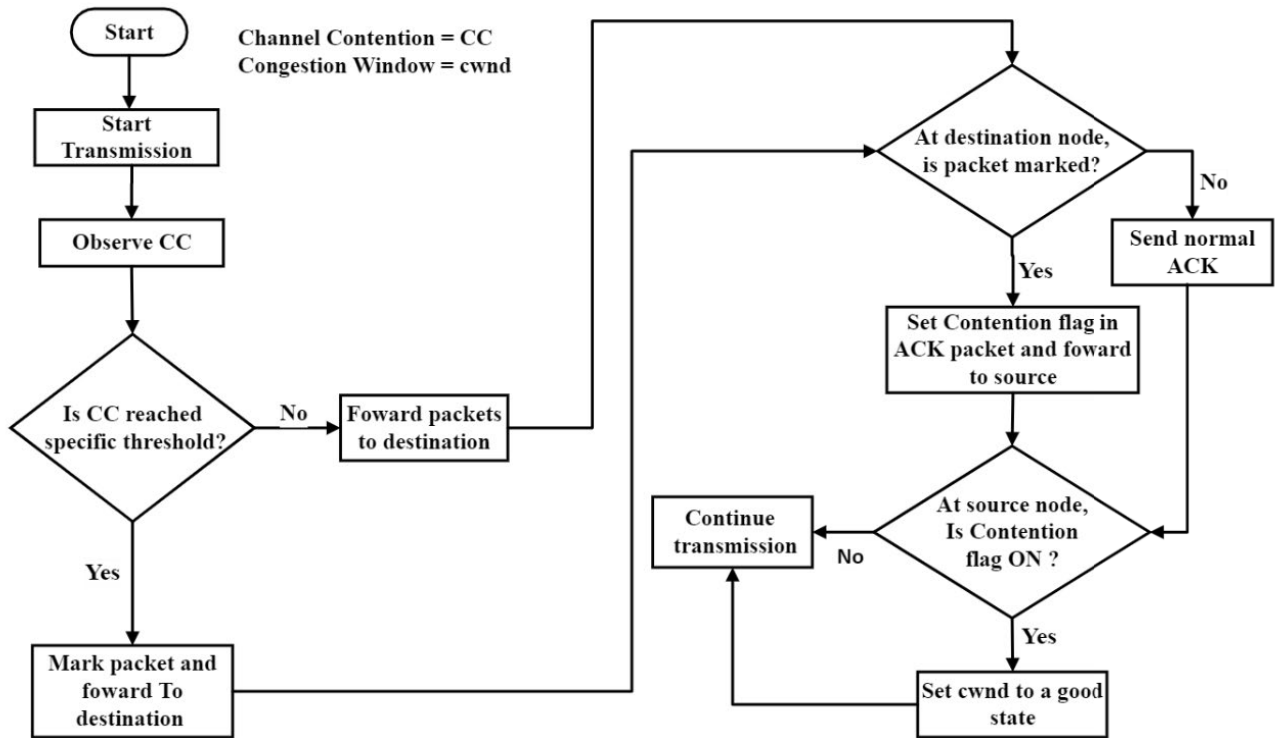 Start
Channel Contention = CC
Congestion Window = cwnd
Start
Transmission
Observe CC
Is CC reached
specific threshold?
No
Foward packets
to destination
Yes
Mark packet and
foward To
destination
At destination node,
is packet marked?
No
Send normal
ACK
Yes
Set Contention flag in
ACK packet and foward
to source
At source node,
Is Contention
flag ON ?
No
Continue
transmission
Yes
Set cwnd to a good
state